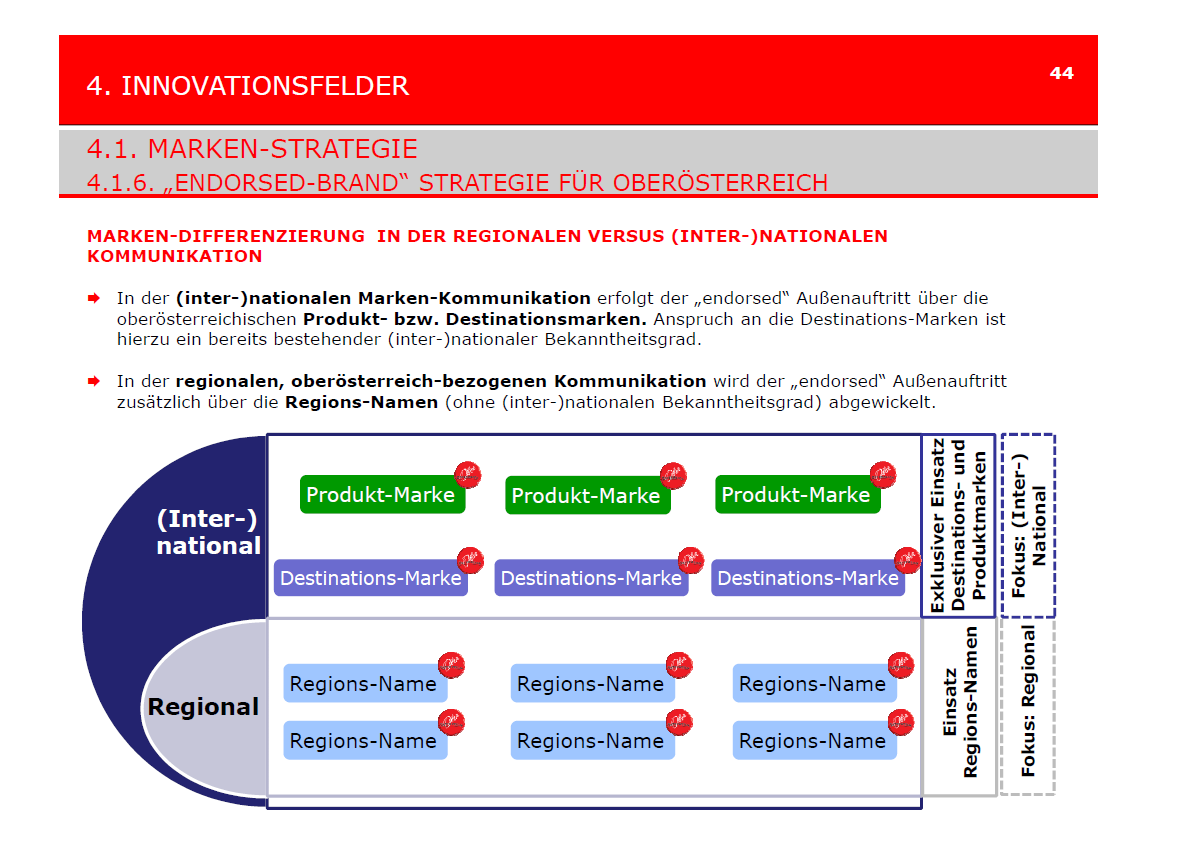 44
4. INNOVATIONSFELDER
4.1. MARKEN-STRATEGIE
4.1.6. „ENDORSED-BRAND“ STRATEGIE FÜR OBERÖSTERREICH
MARKEN-DIFFERENZIERUNG IN DER REGIONALEN VERSUS (INTER-)NATIONALEN
KOMMUNIKATION
In der (inter-)nationalen Marken-Kommunikation erfolgt der „endorsed“ Außenauftritt über die
oberösterreichischen Produkt- bzw. Destinationsmarken. Anspruch an die Destinations-Marken ist
hierzu ein bereits bestehender (inter-)nationaler Bekanntheitsgrad.
In der regionalen, oberösterreich-bezogenen Kommunikation wird der „endorsed“ Außenauftritt
zusätzlich über die Regions-Namen (ohne (inter-)nationalen Bekanntheitsgrad) abgewickelt.
(Inter-)
national
Produkt-Marke
Produkt-Marke
Produkt-Marke
Destinations-Marke
Destinations-Marke
Destinations-Marke
Exklusiver Einsatz
Destinations- und
Produktmarken
Fokus: (Inter-)
National
Regional
Regions-Name
Regions-Name
Regions-Name
Regions-Name
Regions-Name
Regions-Name
Einsatz
Regions-Namen
Fokus: Regional